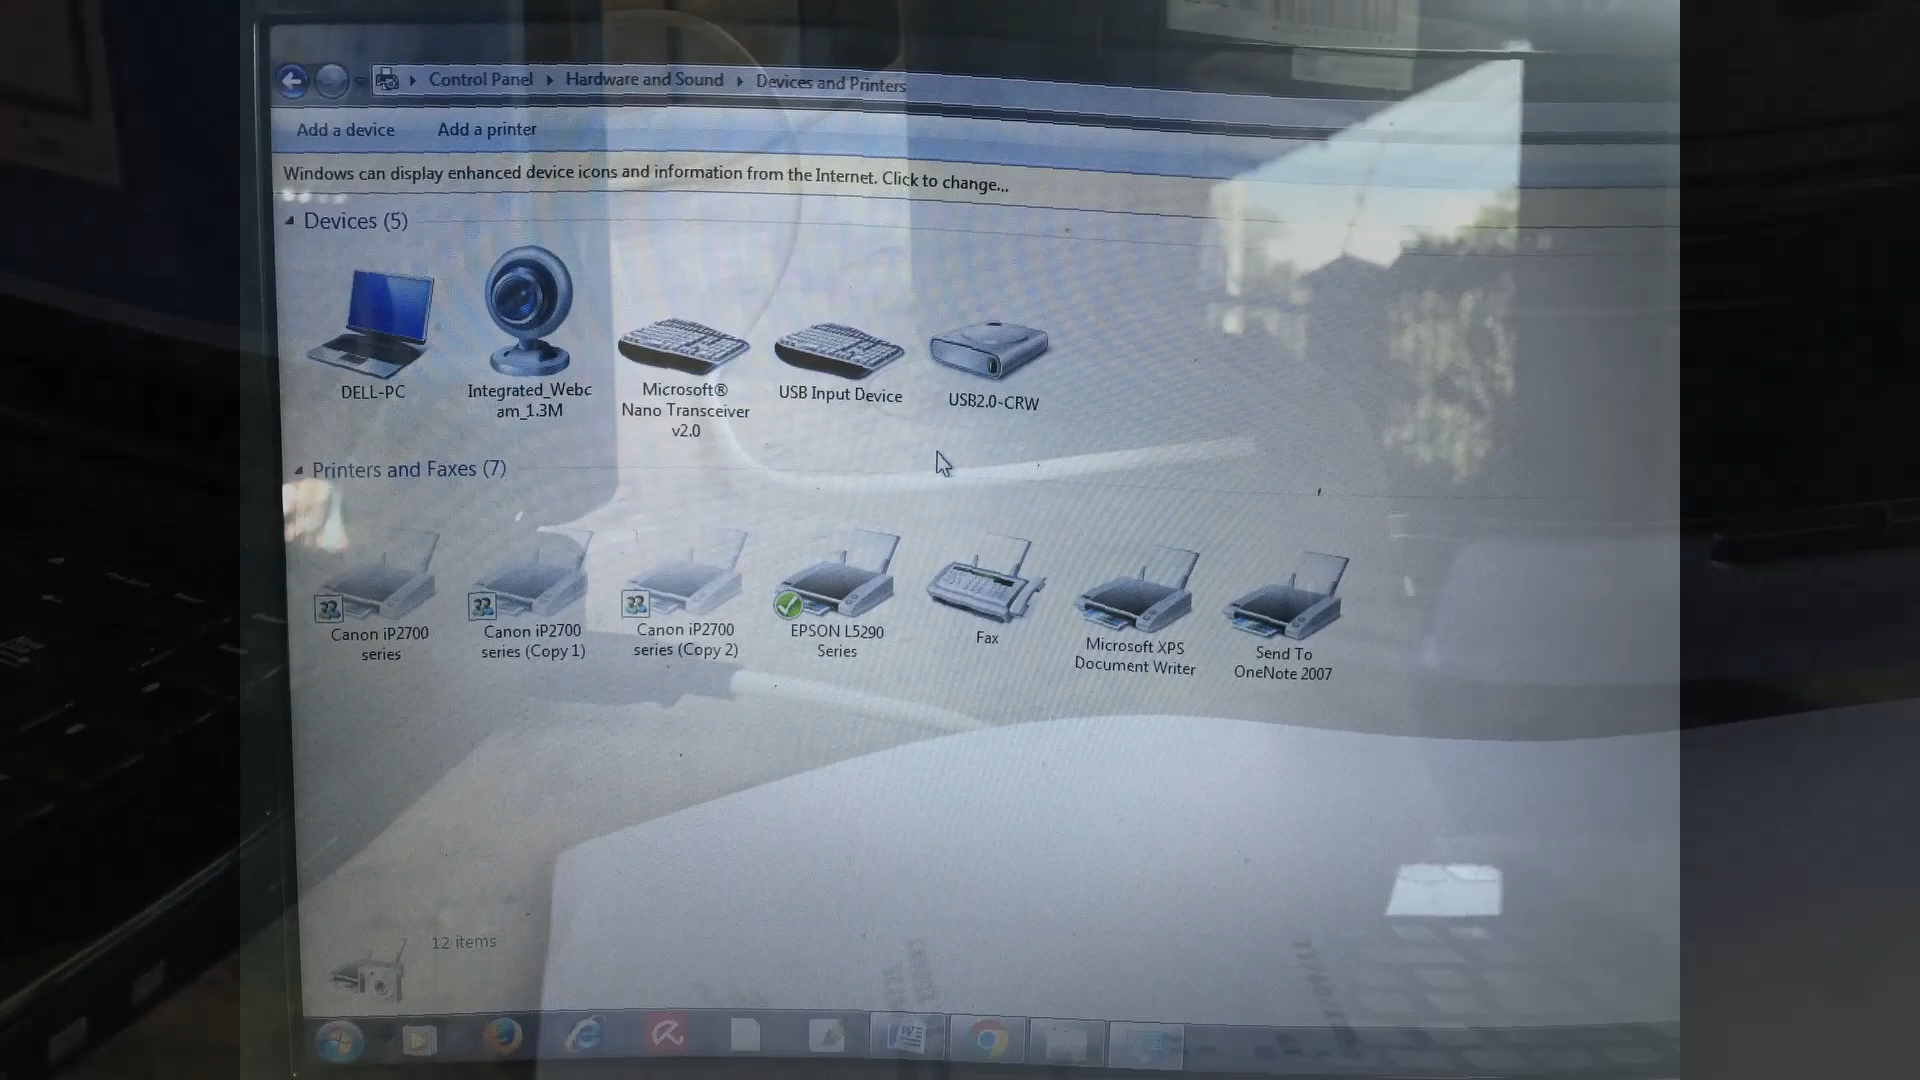 Control Panel ▸ Hardware and Sound ▸ Devices and Printers
Add a device Add a printer
Windows can display enhanced device icons and information from the Internet. Click to change...
Devices (5)
DELL-PC
Integrated_Webc
am_1.3M
Microsoft®
Nano Transceiver
v2.0
USB Input Device
USB2.0-CRW
Printers and Faxes (7)
Canon iP2700
series
Canon iP2700
series (Copy 1)
Canon iP2700
series (Copy 2)
EPSON L5290
Series
Fax
Microsoft XPS
Document Writer
Send To
OneNote 2007
12 items